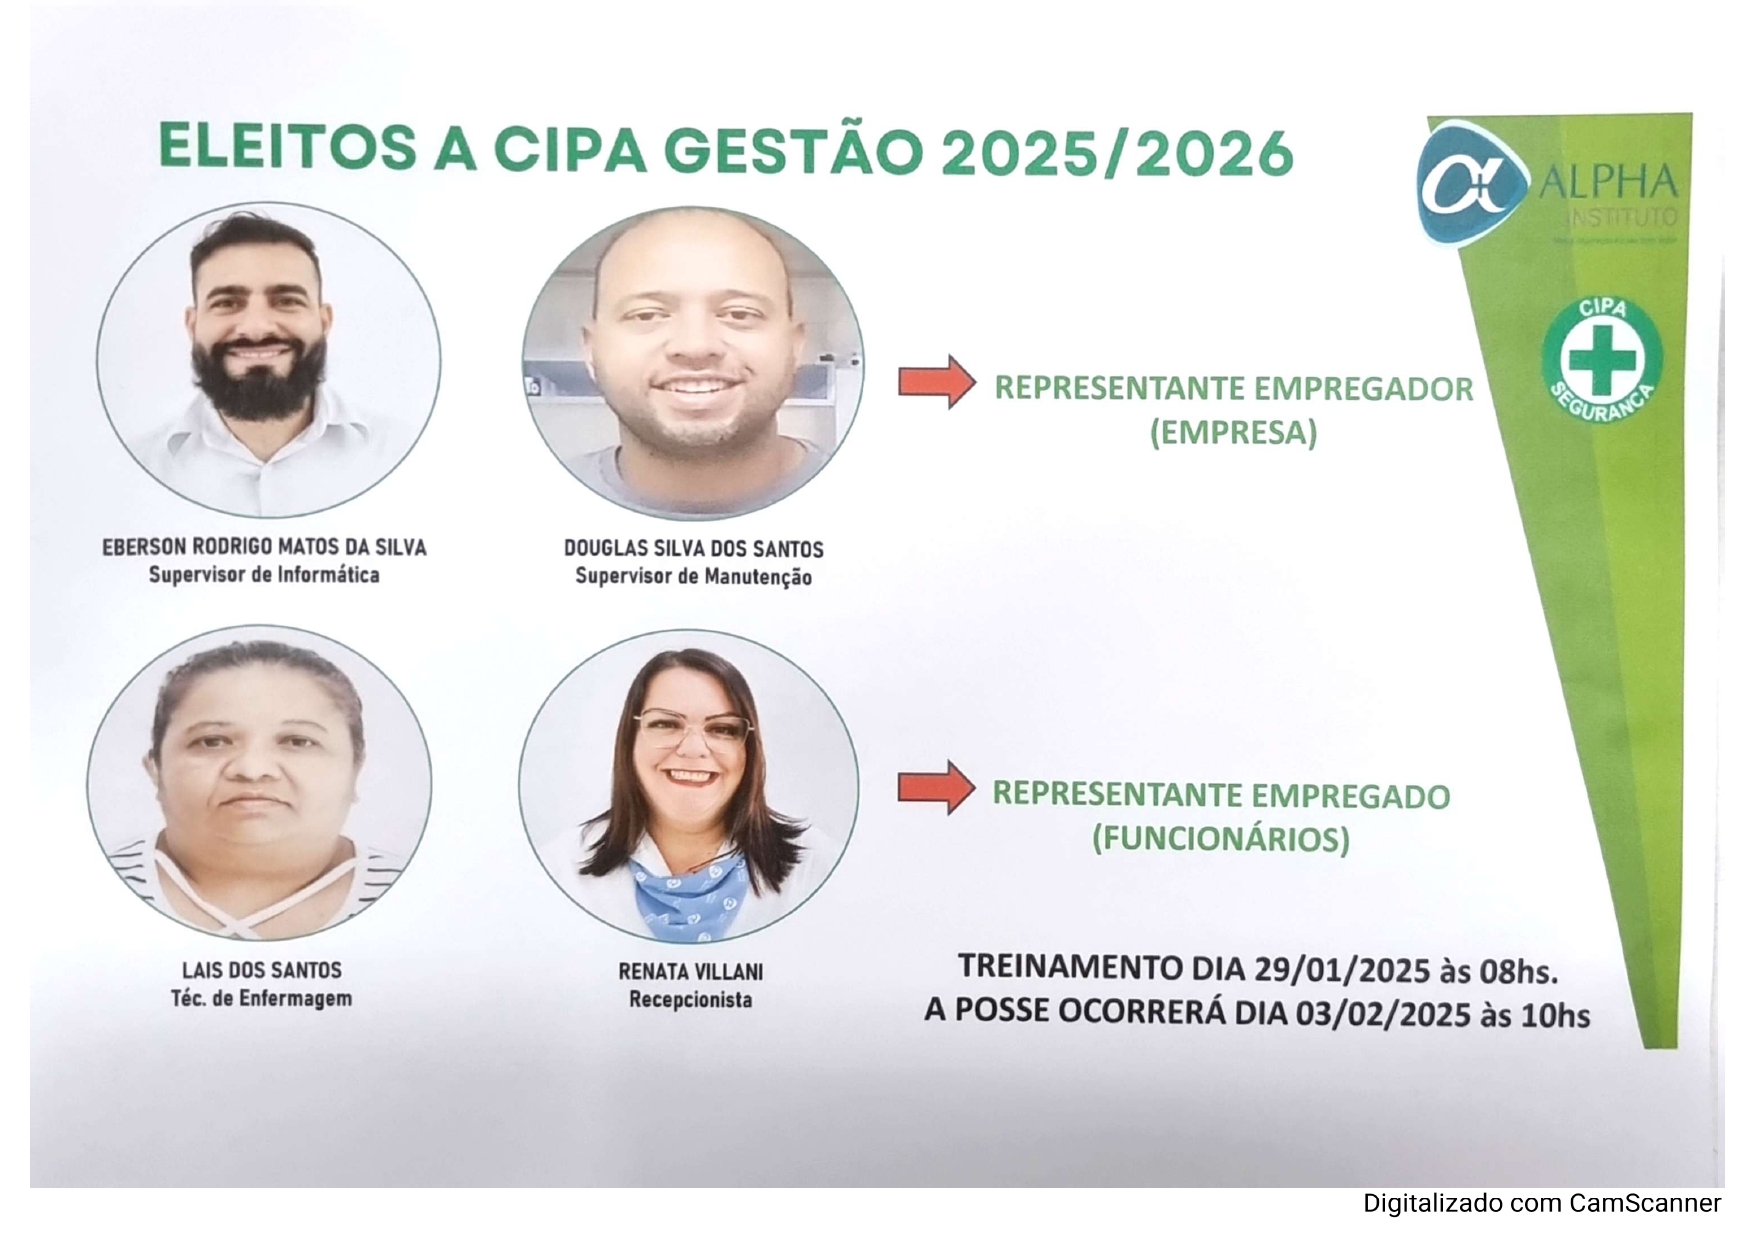 ELEITOS A CIPA GESTÃO 2025/2026
ALPHA
INSTITUTO
CIPA
SEGURANCA
REPRESENTANTE EMPREGADOR
(EMPRESA)
EBERSON RODRIGO MATOS DA SILVA
Supervisor de Informática
DOUGLAS SILVA DOS SANTOS
Supervisor de Manutenção
REPRESENTANTE EMPREGADO
(FUNCIONÁRIOS)
LAIS DOS SANTOS
Téc. de Enfermagem
RENATA VILLANI
Recepcionista
TREINAMENTO DIA 29/01/2025 às 08hs.
A POSSE OCORRERÁ DIA 03/02/2025 às 10hs
Digitalizado com CamScanner